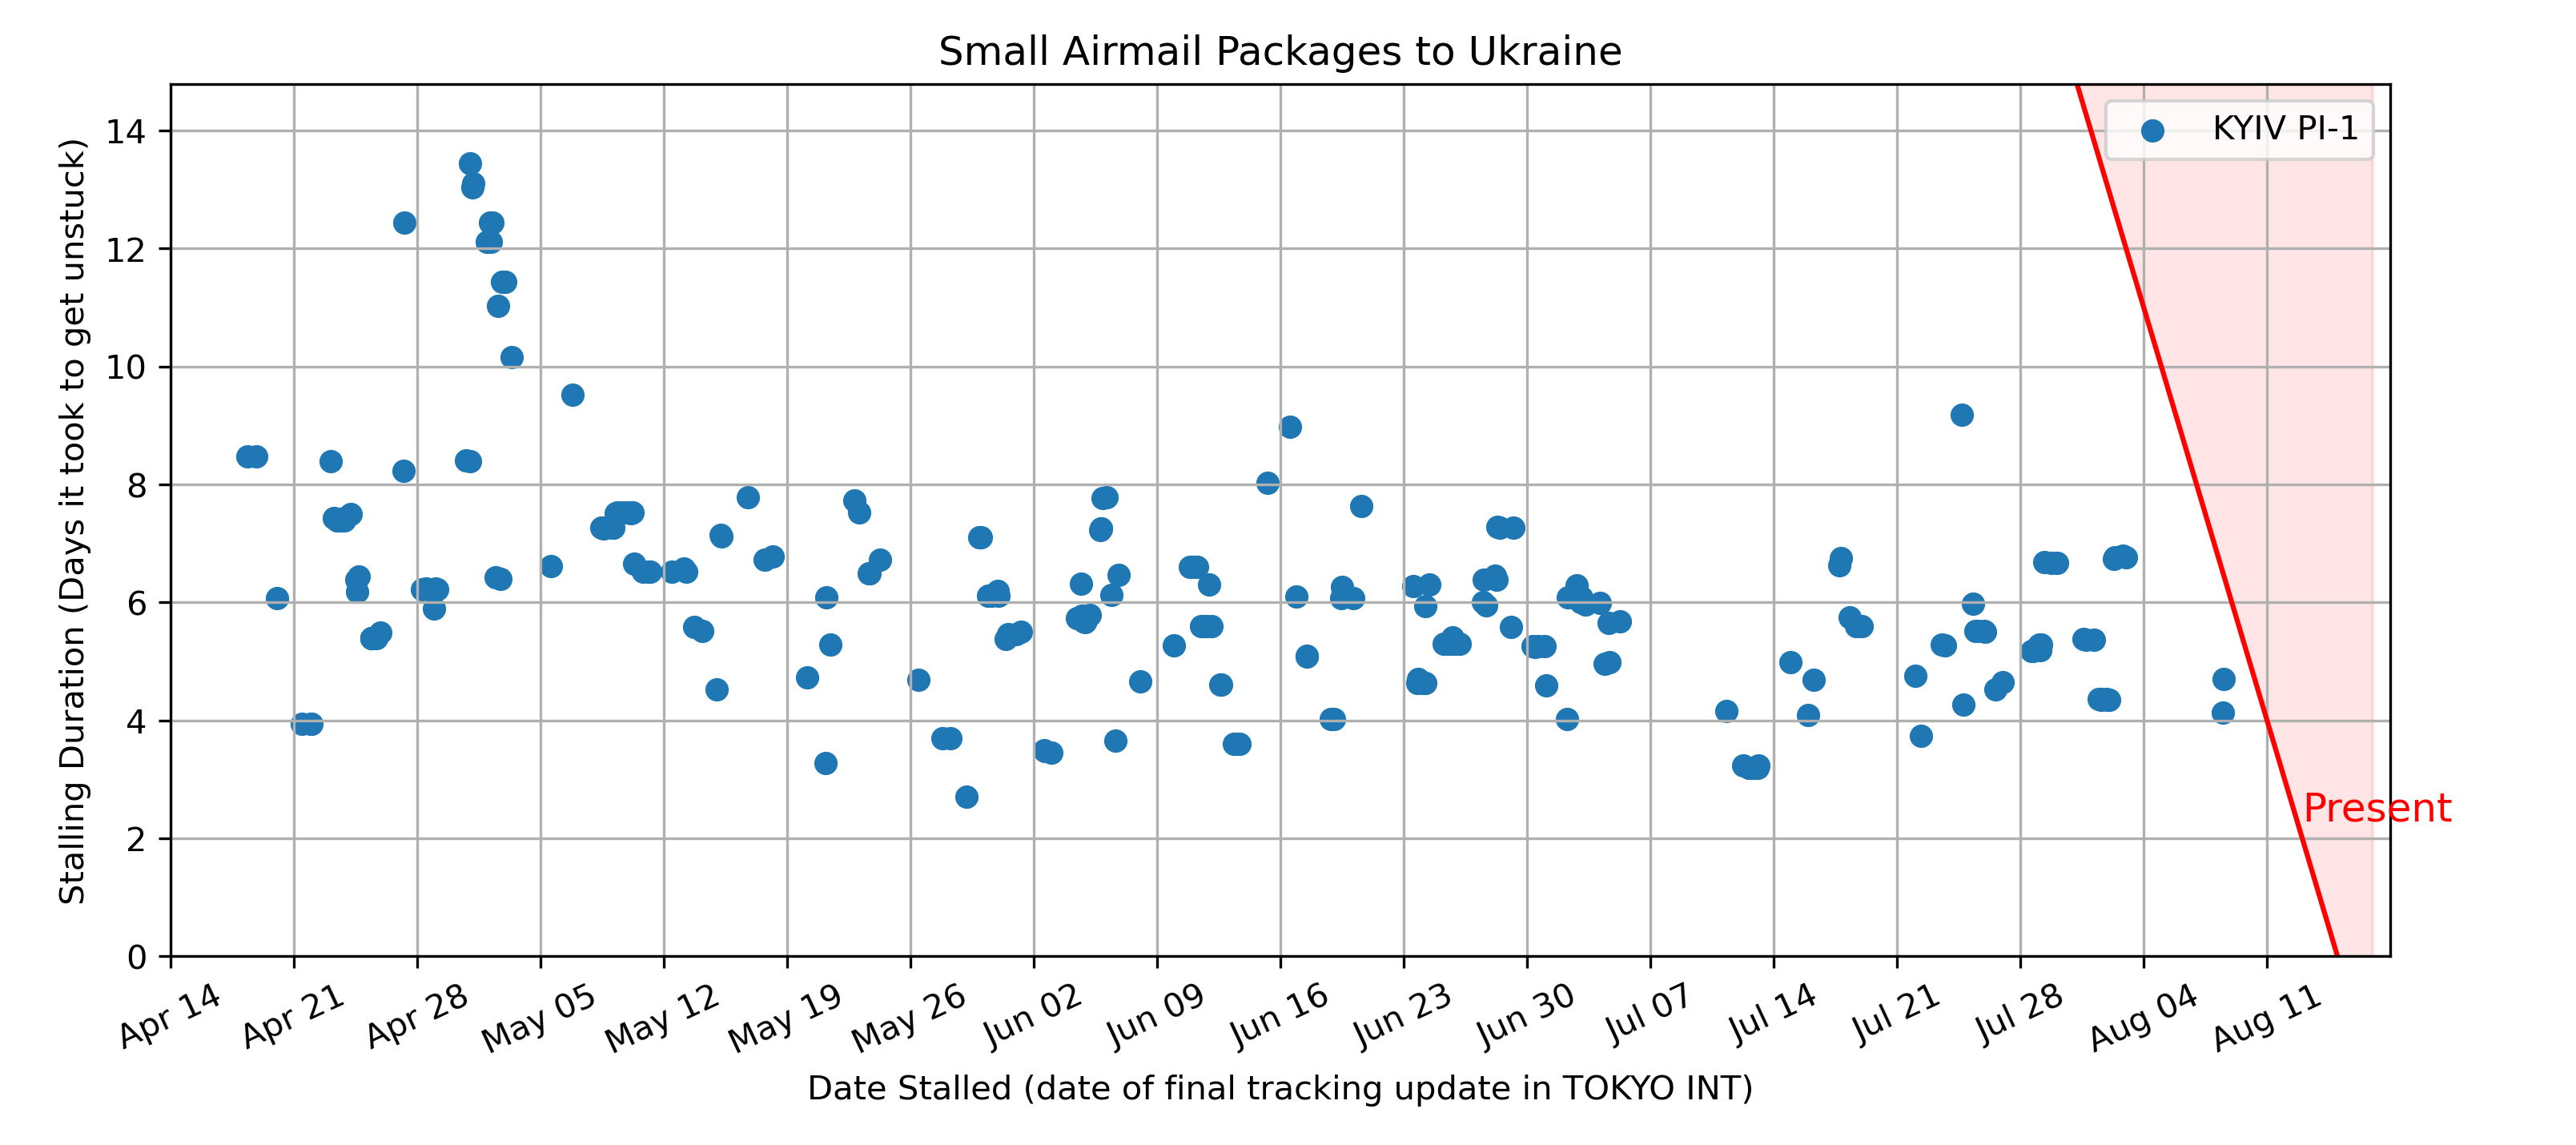 Small Airmail Packages to Ukraine
KYIV PI-1
Stalling Duration (Days it took to get unstuck)
14
12
10
8
6
4
2
0
Present
Apr 14
Apr 21
Apr 28
May 05
May 12
May 19
May 26
Jun 02
Jun 09
Jun 16
Jun 23
Jun 30
Jul 07
Jul 14
Jul 21
Jul 28
Aug 04
Aug 11
Date Stalled (date of final tracking update in TOKYO INT)